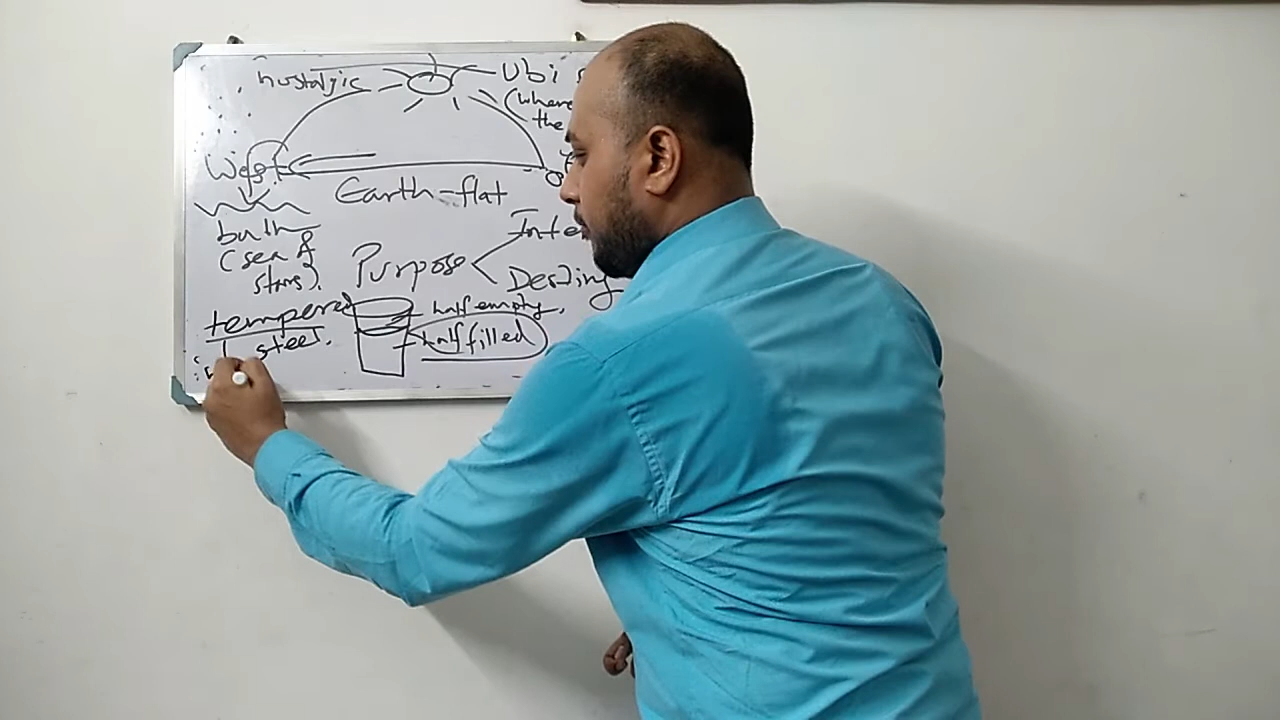 nostalgic
Ubi
(where
the
West
Earth-flat
bath
(sea of
stars).
Purpose
Inte
Destiny
tempered
steel.
half empty.
half filled